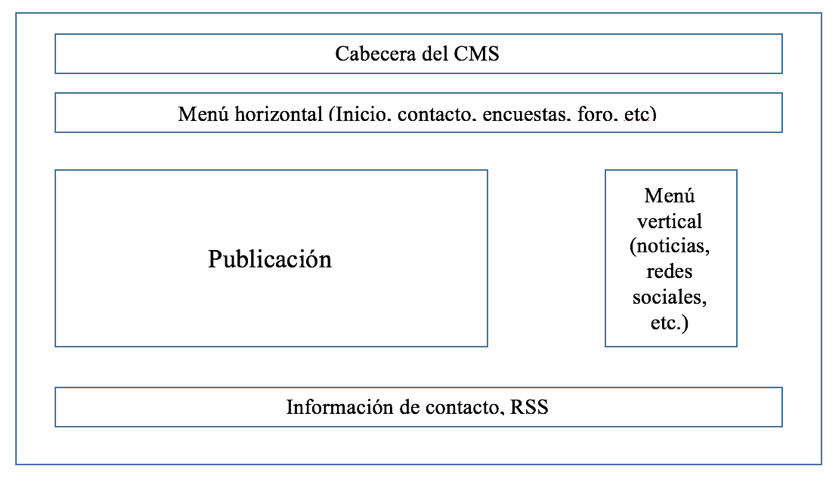 Cabecera del CMS
Menú horizontal (Inicio, contacto, encuestas, foro, etc)
Publicación
Menú
vertical
(noticias,
redes
sociales,
etc.)
Información de contacto, RSS